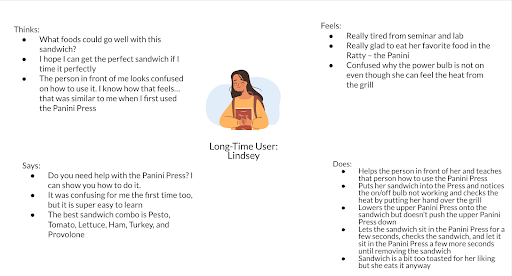 Thinks:
● What foods could go well with this
sandwich?
● I hope I can get the perfect sandwich if I
time it perfectly
● The person in front of me looks confused
on how to use it. I know how that feels…
that was similar to me when I first used
the Panini Press
Feels:
● Really tired from seminar and lab
● Really glad to eat her favorite food in the
Ratty – the Panini
● Confused why the power bulb is not on
even though she can feel the heat from
the grill
Long-Time User:
Lindsey
Says:
● Do you need help with the Panini Press? I
can show you how to do it.
● It was confusing for me the first time too,
but it is super easy to learn
● The best sandwich combo is Pesto,
Tomato, Lettuce, Ham, Turkey, and
Provolone
Does:
● Helps the person in front of her and teaches
that person how to use the Panini Press
● Puts her sandwich into the Press and notices
the on/off bulb not working and checks the
heat by putting her hand over the grill
● Lowers the upper Panini Press onto the
sandwich but doesn't push the upper Panini
Press down
● Lets the sandwich sit in the Panini Press for a
few seconds, checks the sandwich, and let it
sit in the Panini Press a few more seconds
until removing the sandwich
● Sandwich is a bit too toasted for her liking
but she eats it anyway